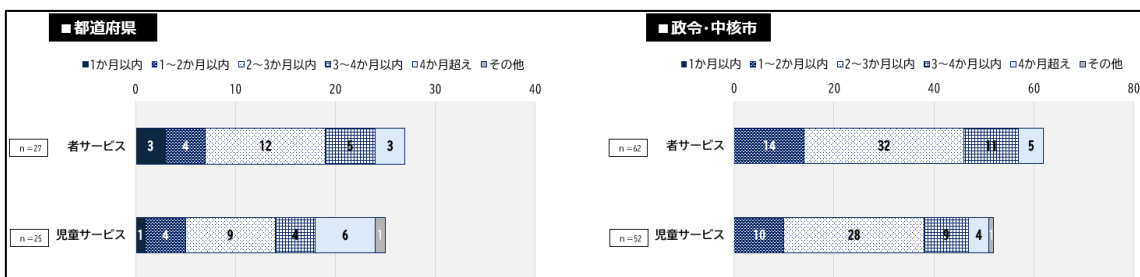 ■都道府県
■1か月以内 ■1~2か月以内 □2~3か月以内 ■3~4か月以内 □4か月超え ■その他
0 10 20 30 40
n=27 者サービス 3 4 12 5 3
n=25 児童サービス 1 4 9 4 6 1
■政令・中核市
■1か月以内 ■1~2か月以内 □2~3か月以内 ■3~4か月以内 □4か月超え ■その他
0 20 40 60 80
n=62 者サービス 14 32 11 5
n=52 児童サービス 10 28 9 4 1